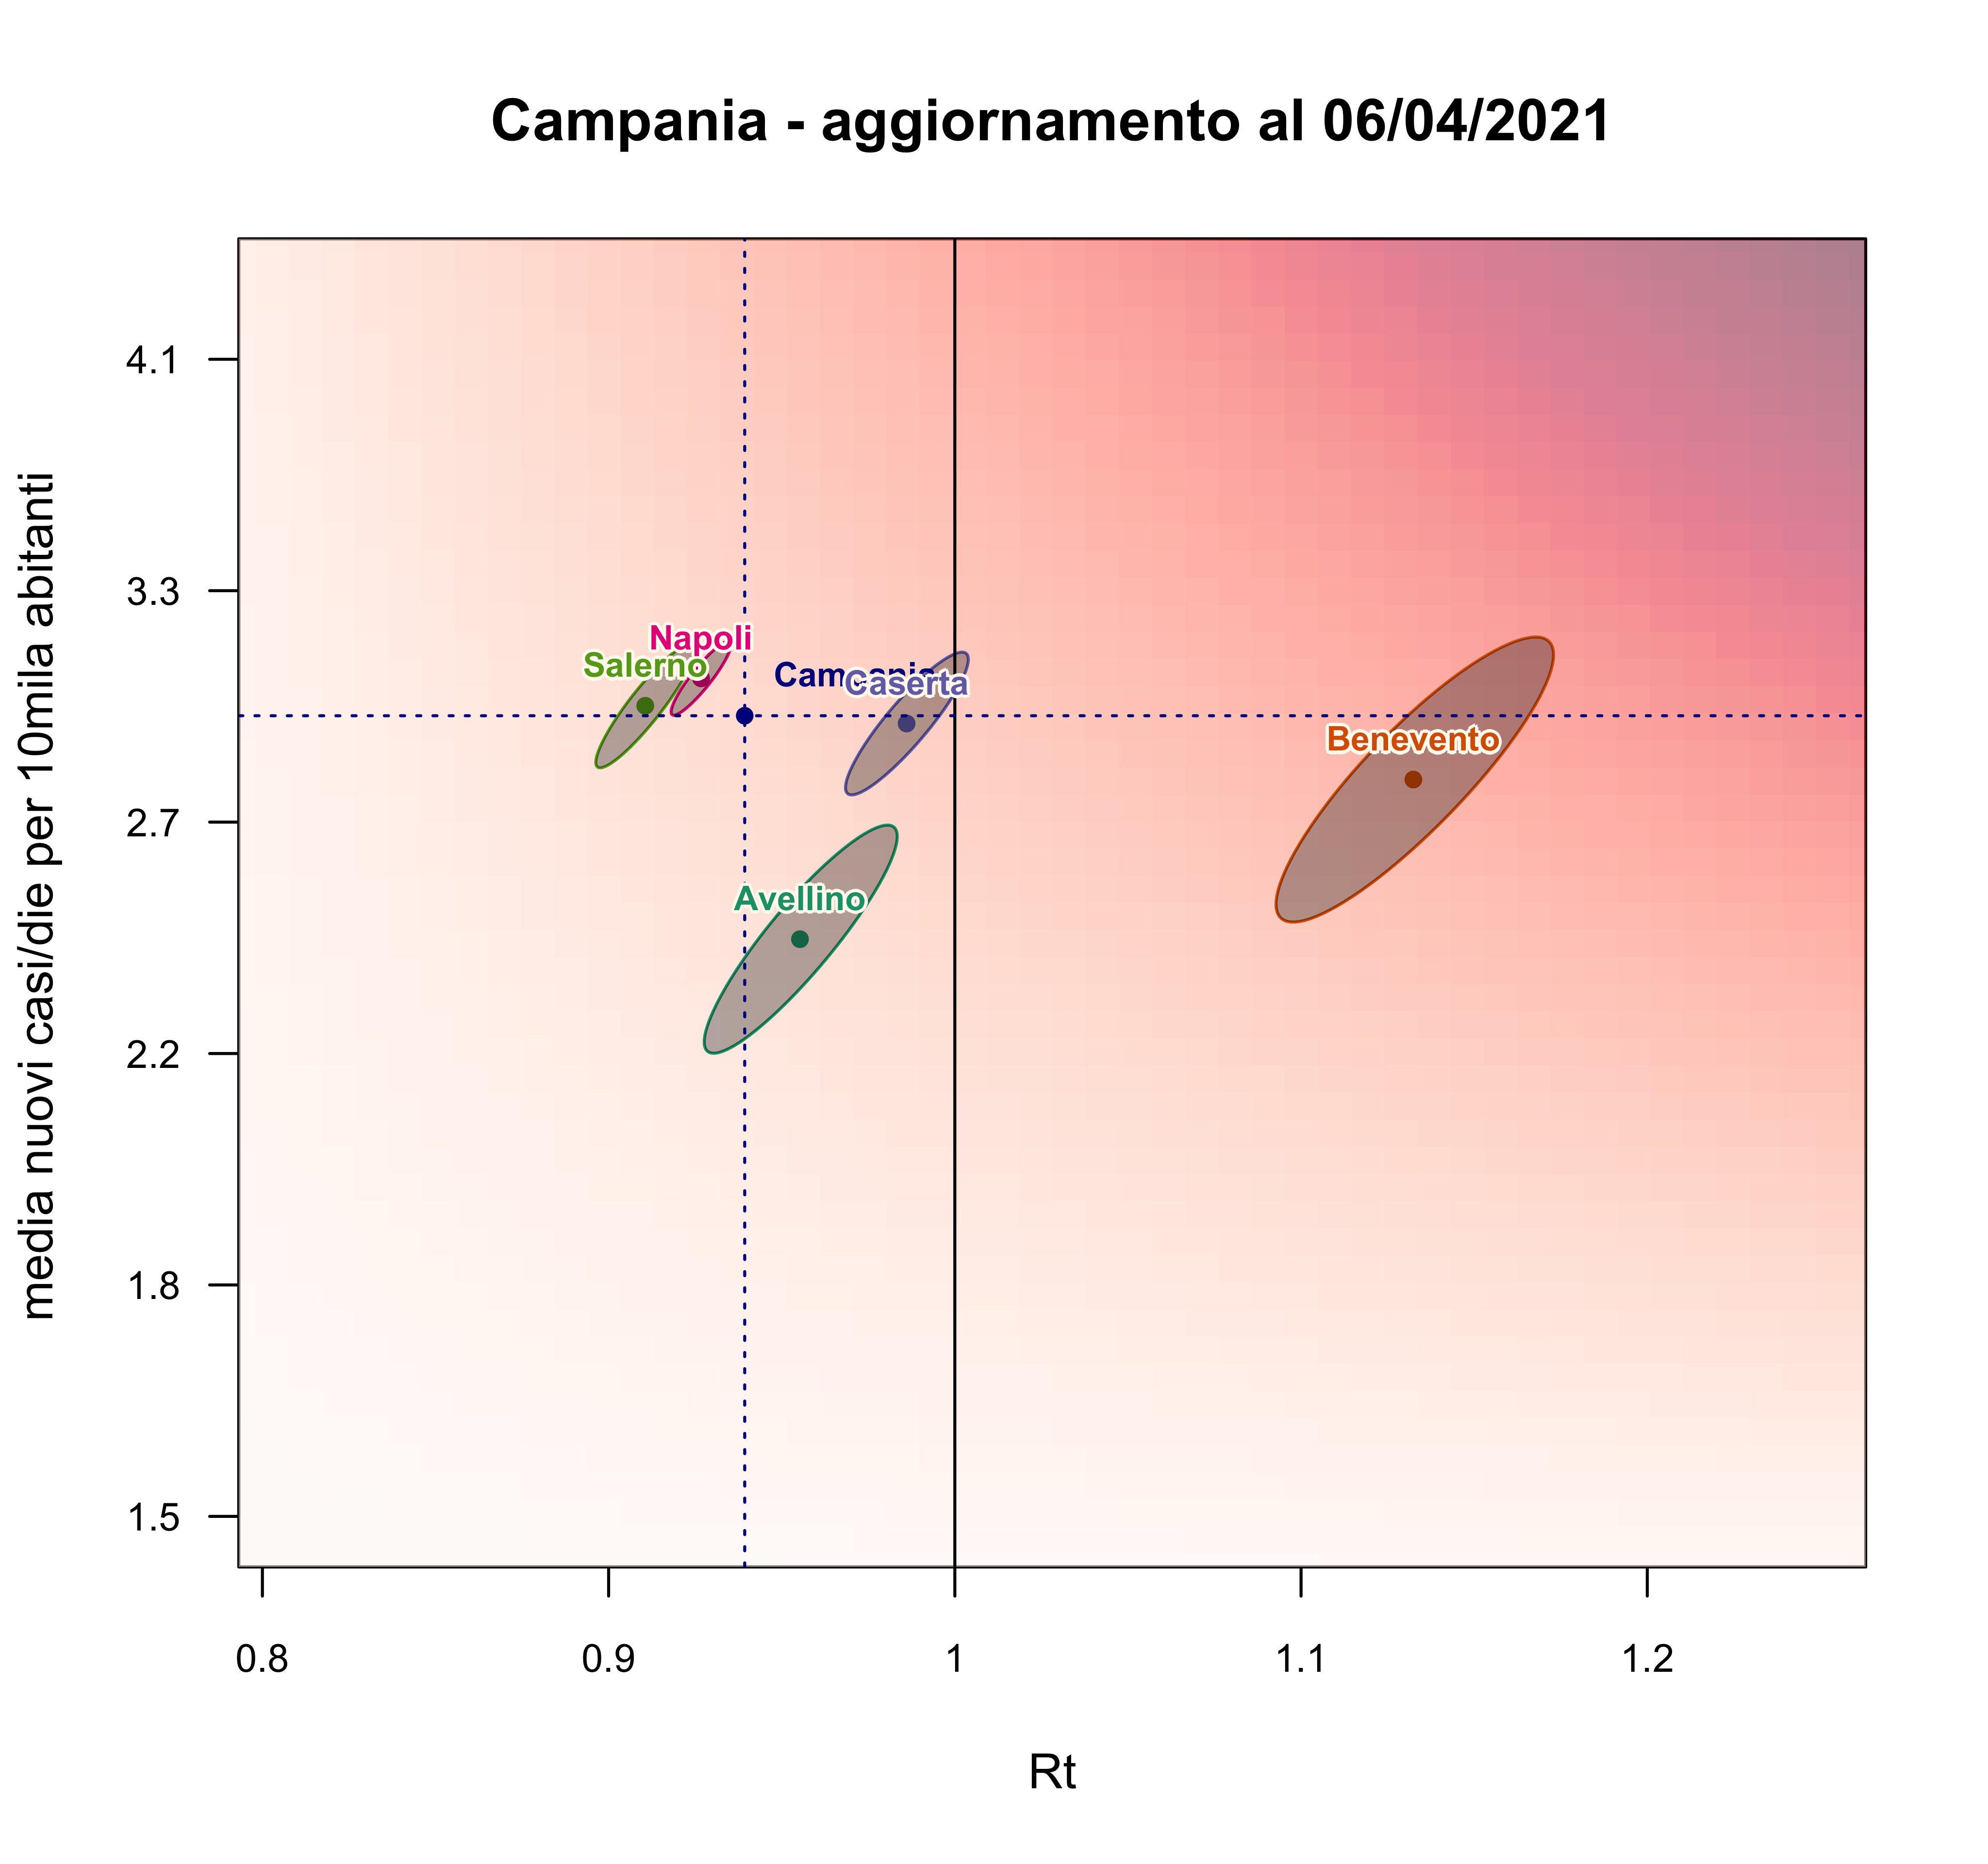 Campania - aggiornamento al 06/04/2021
media nuovi casi/die per 10mila abitanti
4.1
3.3
2.7
2.2
1.8
1.5
Napoli
Salerno
Campania
Caserta
Benevento
Avellino
0.8 0.9 1 1.1 1.2
Rt